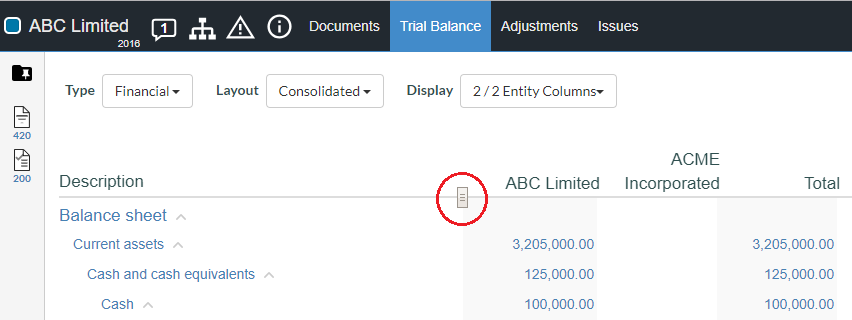 ABC Limited
2016
1
Documents
Trial Balance
Adjustments
Issues
Type Financial
Layout Consolidated
Display 2 / 2 Entity Columns
420
200
Description
ABC Limited
ACME
Incorporated
Total
Balance sheet
Current assets 3,205,000.00 3,205,000.00
Cash and cash equivalents 125,000.00 125,000.00
Cash 100,000.00 100,000.00